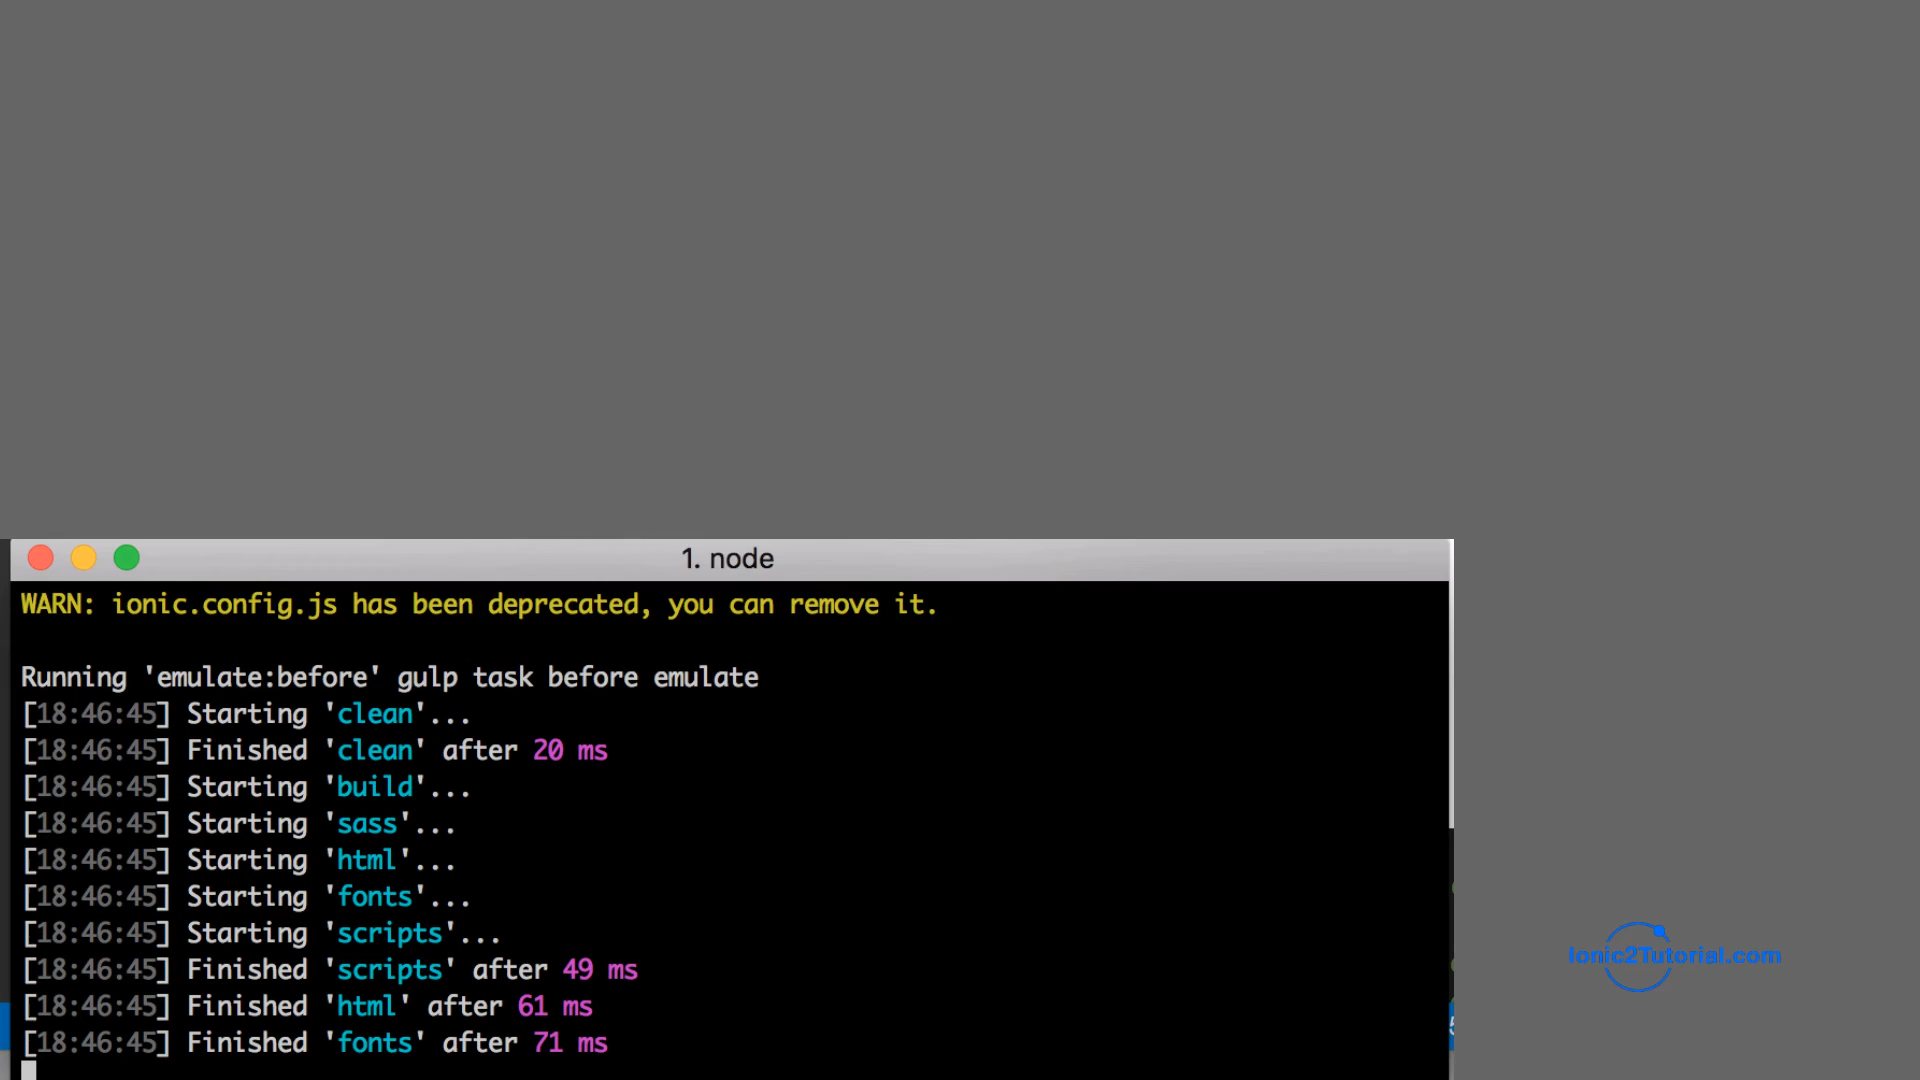 1. node
WARN: ionic.config.js has been deprecated, you can remove it.
Running 'emulate:before' gulp task before emulate
[18:46:45] Starting 'clean'...
[18:46:45] Finished 'clean' after 20 ms
[18:46:45] Starting 'build'...
[18:46:45] Starting 'sass'...
[18:46:45] Starting 'html'...
[18:46:45] Starting 'fonts'...
[18:46:45] Starting 'scripts'...
[18:46:45] Finished 'scripts' after 49 ms
[18:46:45] Finished 'html' after 61 ms
[18:46:45] Finished 'fonts' after 71 ms
Ionic2Tutorial.com